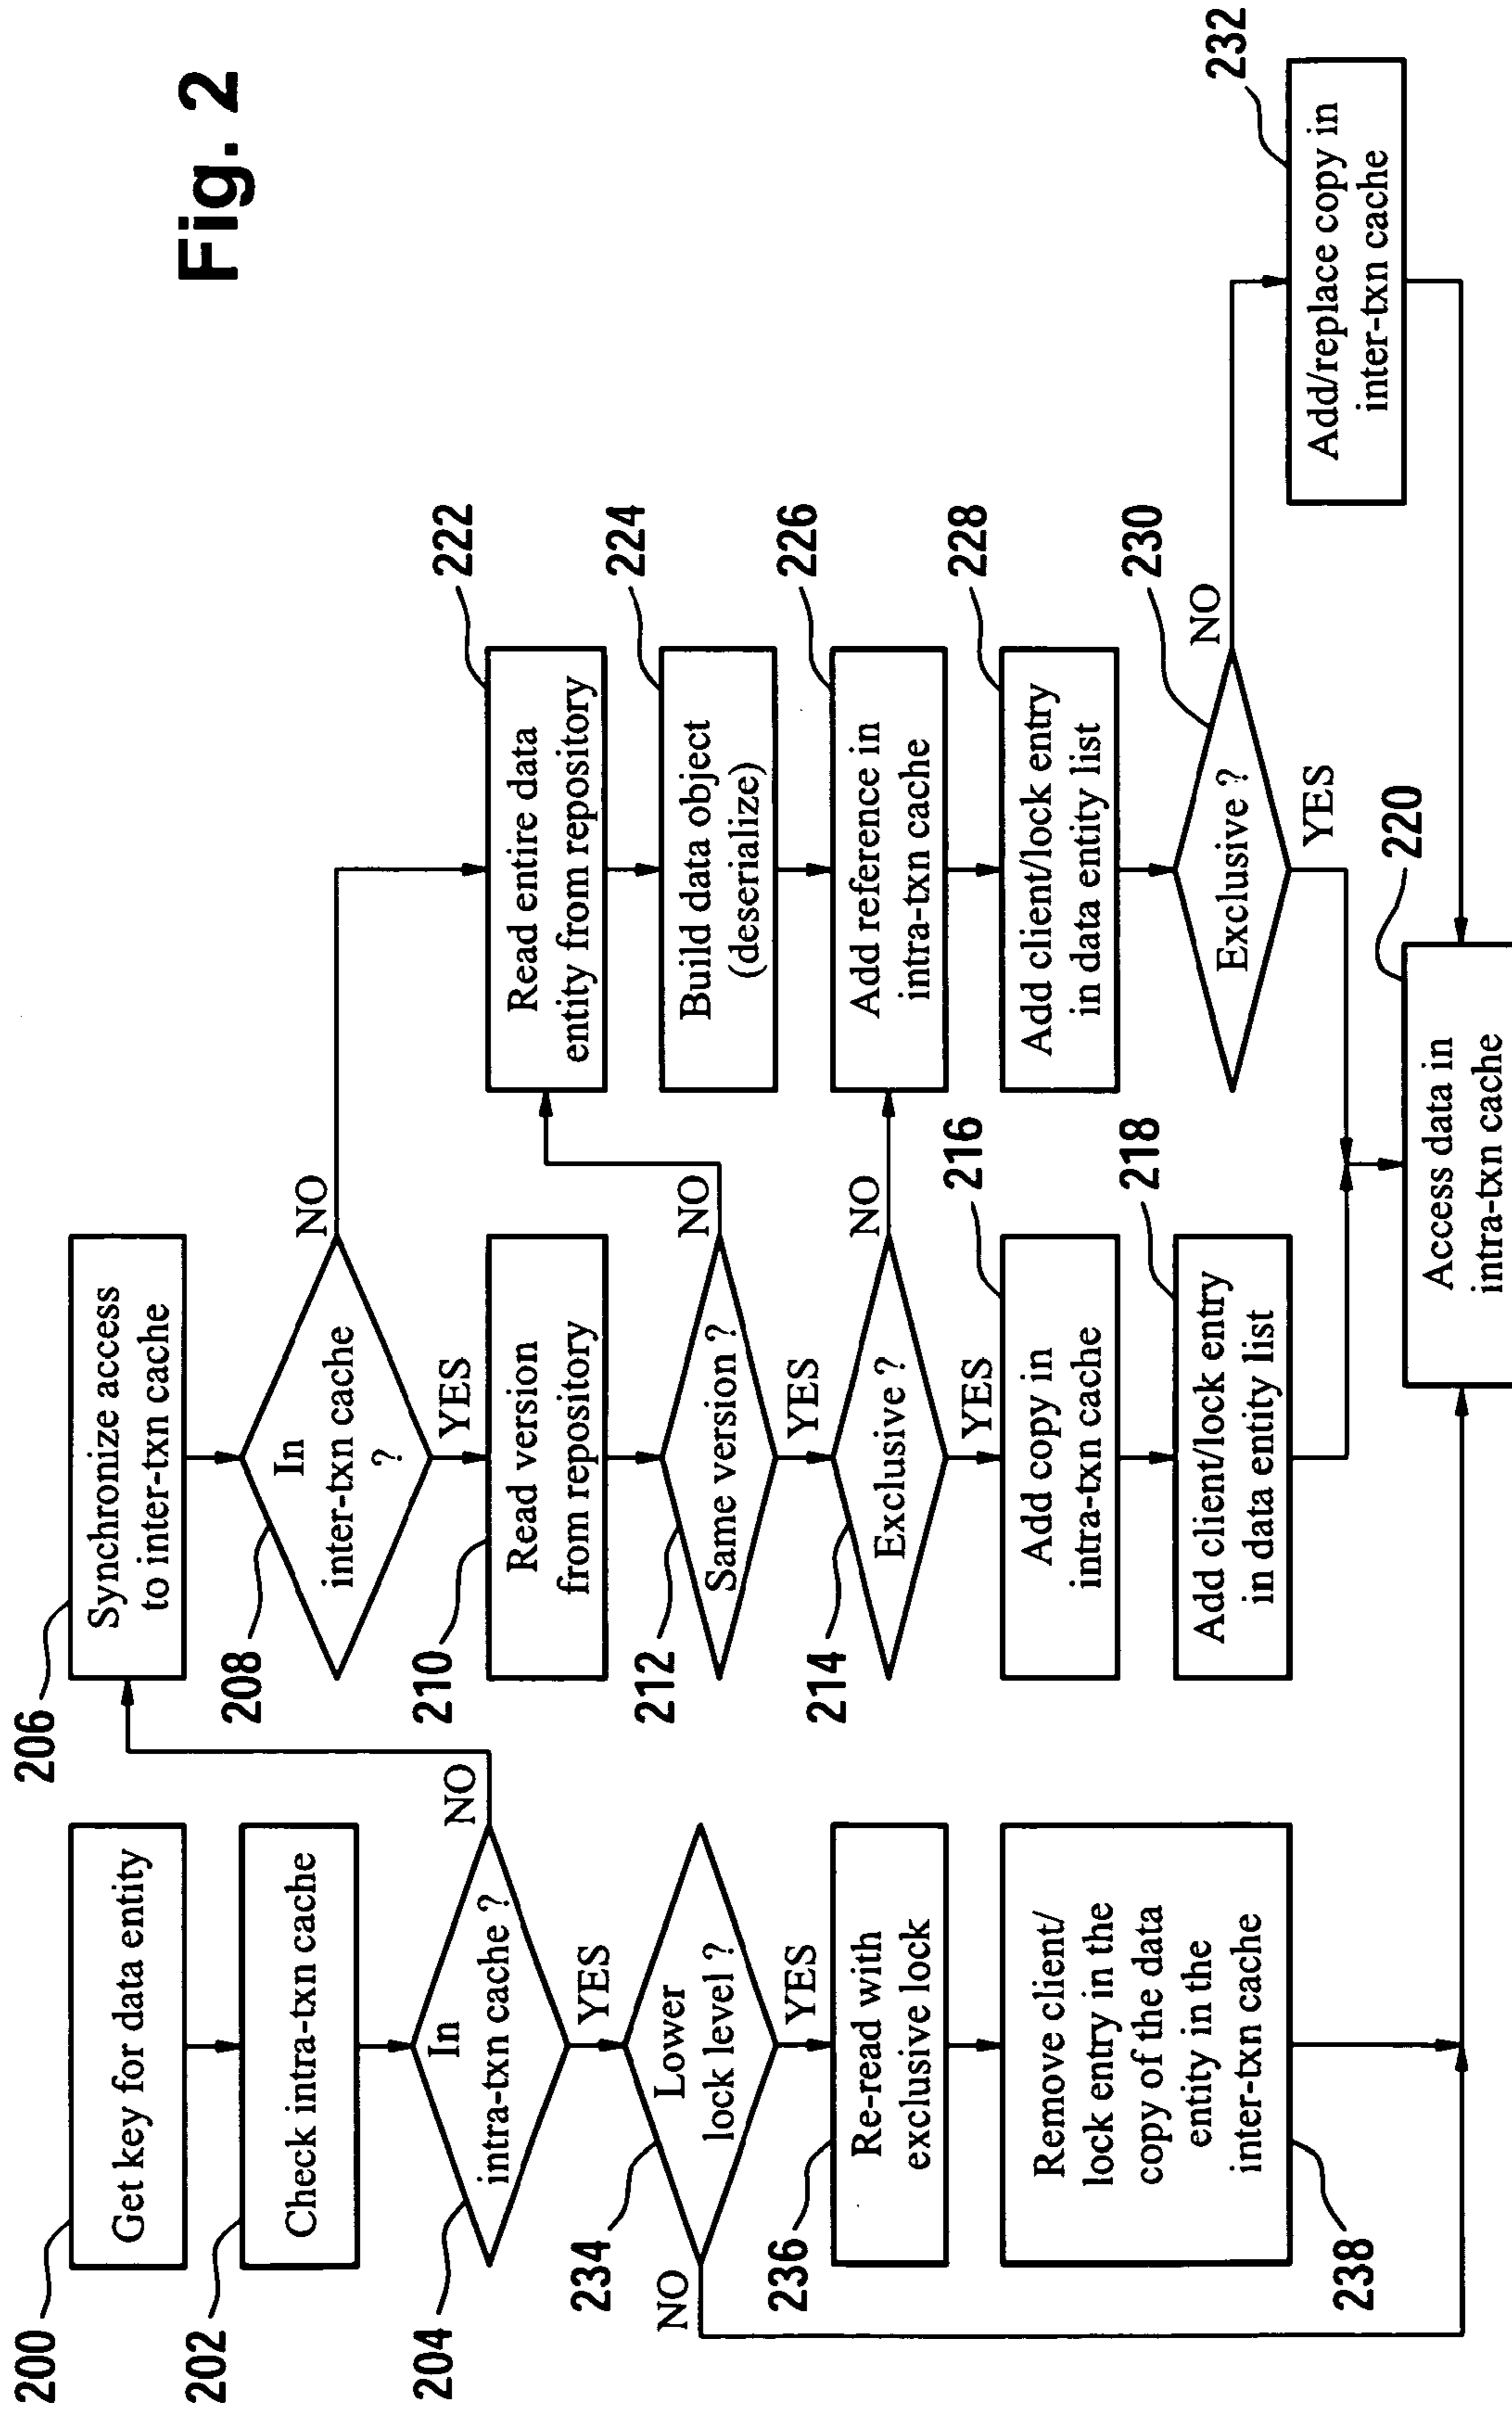 Fig. 2
200
Get key for data entity
202
Check intra-txn cache
204
In
intra-txn cache ?
NO
YES
234
Lower
lock level ?
NO
YES
236
Re-read with
exclusive lock
Remove client/
lock entry in the
copy of the data
entity in the
inter-txn cache
238
206
Synchronize access
to inter-txn cache
208
In
inter-txn cache
?
NO
YES
210
Read version
from repository
212
Same version ?
NO
YES
214
Exclusive ?
NO
YES
216
Add copy in
intra-txn cache
218
Add client/lock entry
in data entity list
222
Read entire data
entity from repository
224
Build data object
(deserialize)
226
Add reference in
intra-txn cache
228
Add client/lock entry
in data entity list
230
Exclusive ?
NO
YES
232
Add/replace copy in
inter-txn cache
220
Access data in
intra-txn cache